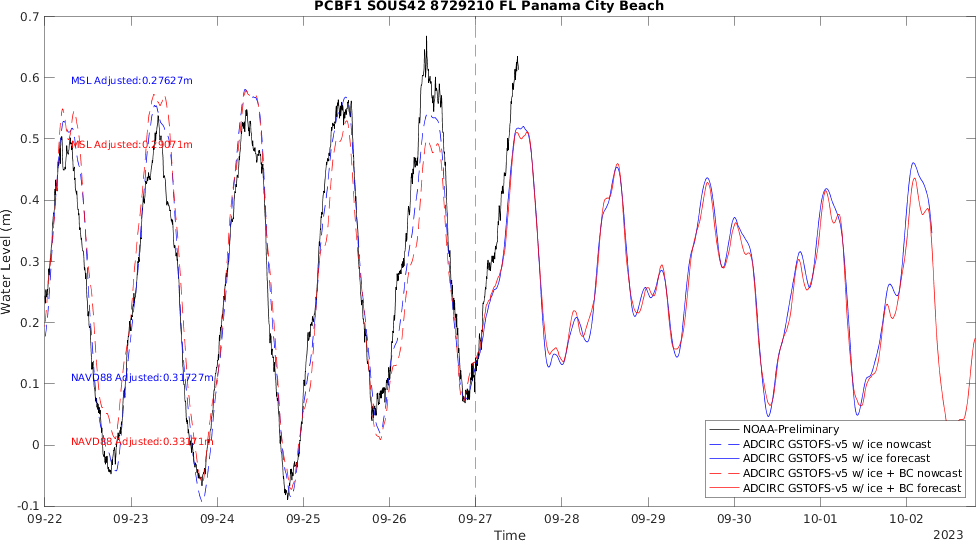 PCBF1 SOUS42 8729210 FL Panama City Beach
0.7
0.6
0.5
0.4
0.3
0.2
0.1
0
-0.1
Water Level (m)
MSL Adjusted:0.27627m
MSL Adjusted:0.29071m
NAVD88 Adjusted:0.31727m
NAVD88 Adjusted:0.33171m
NOAA-Preliminary
ADCIRC GSTOFS-v5 w/ ice nowcast
ADCIRC GSTOFS-v5 w/ ice forecast
ADCIRC GSTOFS-v5 w/ ice + BC nowcast
ADCIRC GSTOFS-v5 w/ ice + BC forecast
09-22 09-23 09-24 09-25 09-26 09-27 09-28 09-29 09-30 10-01 10-02
Time
2023